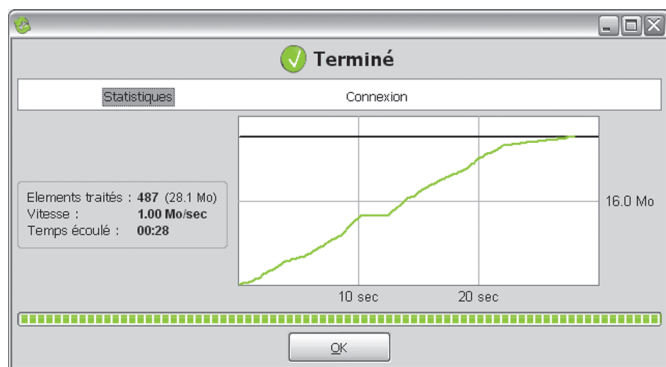 Terminé
Statistiques
Connexion
Elements traités : 487 (28.1 Mo)
Vitesse : 1.00 Mo/sec
Temps écoulé : 00:28
16.0 Mo
10 sec
20 sec
OK